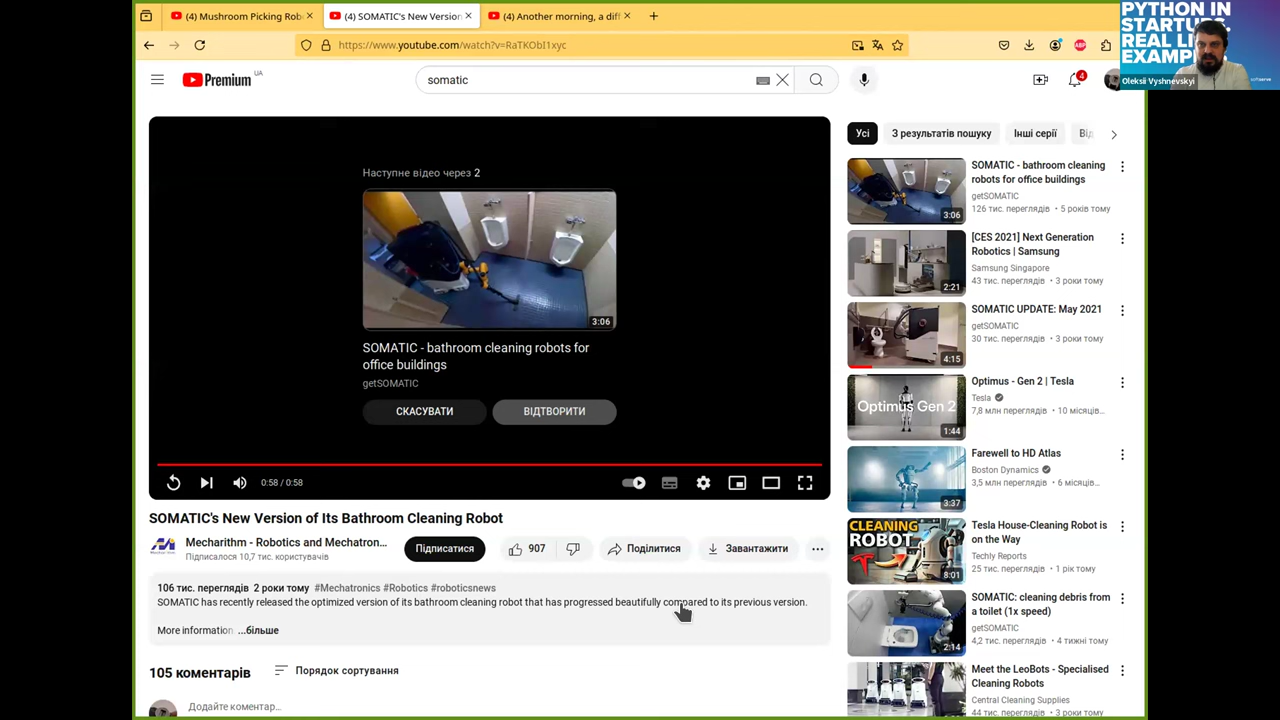 (4) Mushroom Picking Rob
(4) SOMATIC's New Version
(4) Another morning, a diff
https://www.youtube.com/watch?v=RaTKObI1xyc
ABP
PYTHON IN
STARTUPS.
REAL LI
EXAMP
Oleksii Vyshnevskyi
softserve
Premium
UA
somatic
4
Наступне відео через 2
3:06
SOMATIC - bathroom cleaning robots for
office buildings
getSOMATIC
СКАСУВАТИ
ВІДТВОРИТИ
0:58 / 0:58
SOMATIC's New Version of Its Bathroom Cleaning Robot
Mecharithm - Robotics and Mechatron...
Підписалося 10,7 тис. користувачів
Підписатися
907
Поділитися
Завантажити
106 тис. переглядів 2 роки тому #Mechatronics #Robotics #roboticsnews
SOMATIC has recently released the optimized version of its bathroom cleaning robot that has progressed beautifully compared to its previous version.
More information ...більше
105 коментарів
Порядок сортування
Додайте коментар...
Усі
З результатів пошуку
Інші серії
Від
3:06
SOMATIC - bathroom cleaning
robots for office buildings
getSOMATIC
126 тис. переглядів • 5 років тому
2:21
[CES 2021] Next Generation
Robotics | Samsung
Samsung Singapore
43 тис. переглядів • 3 роки тому
4:15
SOMATIC UPDATE: May 2021
getSOMATIC
30 тис. переглядів • 3 роки тому
Optimus Gen 2
1:44
Optimus - Gen 2 | Tesla
Tesla
7,8 млн переглядів • 10 місяців...
3:37
Farewell to HD Atlas
Boston Dynamics
3,5 млн переглядів • 6 місяців...
CLEANING
ROBOT
8:01
Tesla House-Cleaning Robot is
on the Way
Techly Reports
25 тис. переглядів • 1 рік тому
2:14
SOMATIC: cleaning debris from
a toilet (1x speed)
getSOMATIC
4,2 тис. переглядів • 4 тижні тому
Meet the LeoBots - Specialised
Cleaning Robots
Central Cleaning Supplies
44 тис. переглядів • 3 роки тому